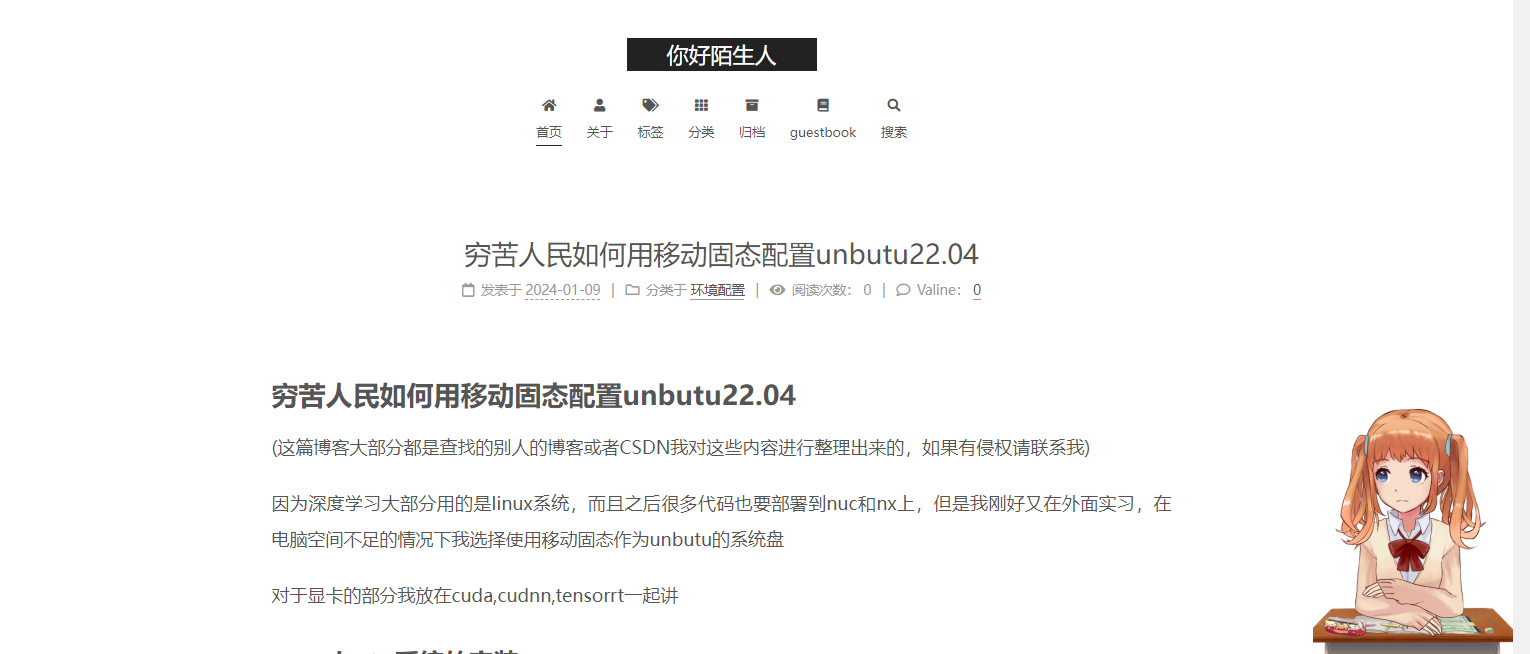 你好陌生人
首页 关于 标签 分类 归档 guestbook 搜索
穷苦人民如何用移动固态配置unbutu22.04
发表于 2024-01-09 | 分类于 环境配置 | 阅读次数： 0 | Valine： 0
穷苦人民如何用移动固态配置unbutu22.04
(这篇博客大部分都是查找的别人的博客或者CSDN我对这些内容进行整理出来的，如果有侵权请联系我)
因为深度学习大部分用的是linux系统，而且之后很多代码也要部署到nuc和nx上，但是我刚好又在外面实习，在
电脑空间不足的情况下我选择使用移动固态作为unbutu的系统盘
对于显卡的部分我放在cuda,cudnn,tensorrt一起讲